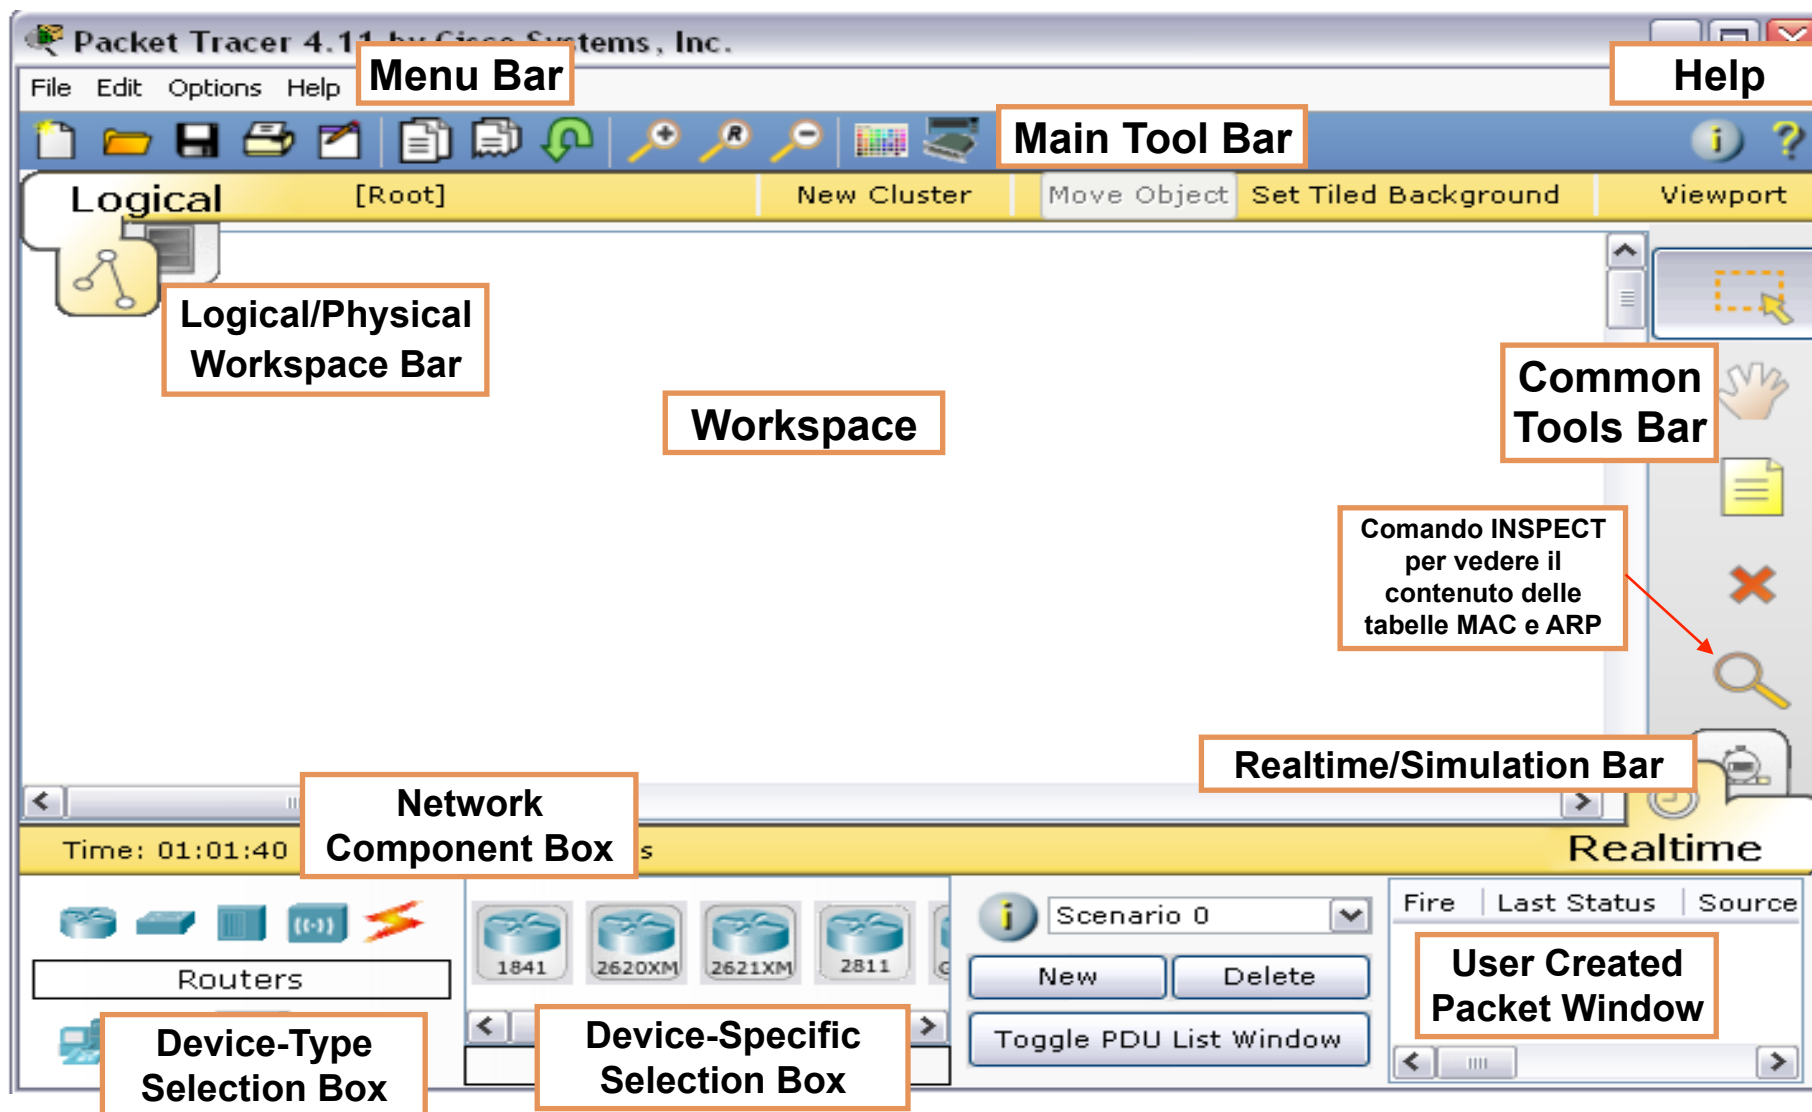 Packet Tracer 4.11 by Cisco Systems, Inc.
File Edit Options Help
Menu Bar
Help
Main Tool Bar
Logical
[Root]
New Cluster
Move Object
Set Tiled Background
Viewport
Logical/Physical
Workspace Bar
Workspace
Common
Tools Bar
Comando INSPECT
per vedere il
contenuto delle
tabelle MAC e ARP
Realtime/Simulation Bar
Network
Component Box
Time: 01:01:40
Realtime
Routers
1841
2620XM
2621XM
2811
Scenario 0
New
Delete
Toggle PDU List Window
Fire
Last Status
Source
User Created
Packet Window
Device-Type
Selection Box
Device-Specific
Selection Box